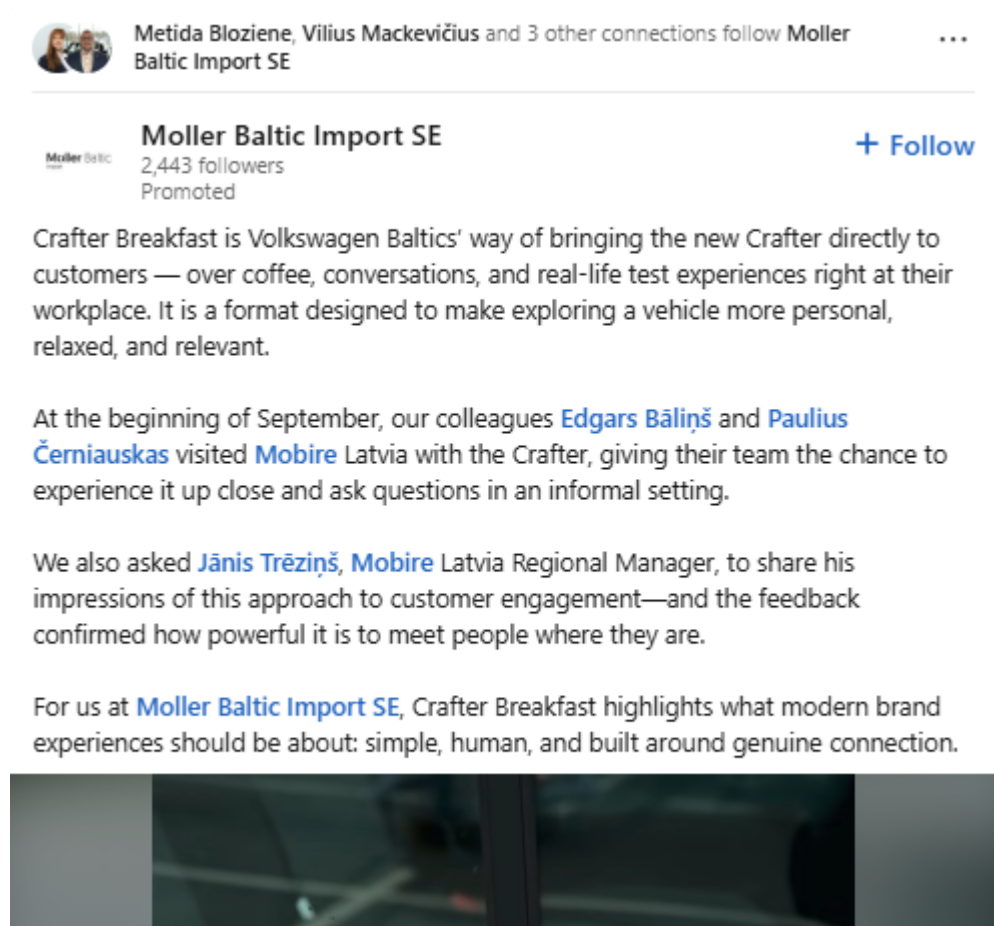 Metida Bloziene, Vilius Mackevičius and 3 other connections follow Moller
Baltic Import SE
Moller Baltic
Moller Baltic Import SE
2,443 followers
Promoted
+ Follow
Crafter Breakfast is Volkswagen Baltics' way of bringing the new Crafter directly to
customers — over coffee, conversations, and real-life test experiences right at their
workplace. It is a format designed to make exploring a vehicle more personal,
relaxed, and relevant.
At the beginning of September, our colleagues Edgars Bāliņš and Paulius
Černiauskas visited Mobire Latvia with the Crafter, giving their team the chance to
experience it up close and ask questions in an informal setting.
We also asked Jānis Trēziņš, Mobire Latvia Regional Manager, to share his
impressions of this approach to customer engagement—and the feedback
confirmed how powerful it is to meet people where they are.
For us at Moller Baltic Import SE, Crafter Breakfast highlights what modern brand
experiences should be about: simple, human, and built around genuine connection.